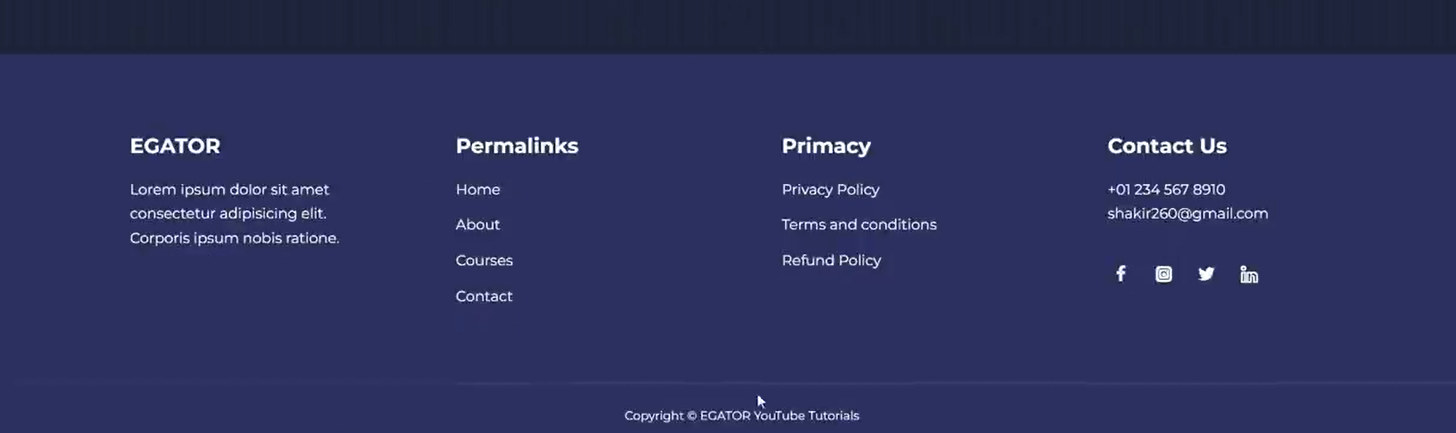 EGATOR
Lorem ipsum dolor sit amet
consectetur adipisicing elit.
Corporis ipsum nobis ratione.
Permalinks
Home
About
Courses
Contact
Primacy
Privacy Policy
Terms and conditions
Refund Policy
Contact Us
+01 234 567 8910
shakir260@gmail.com
Copyright © EGATOR YouTube Tutorials